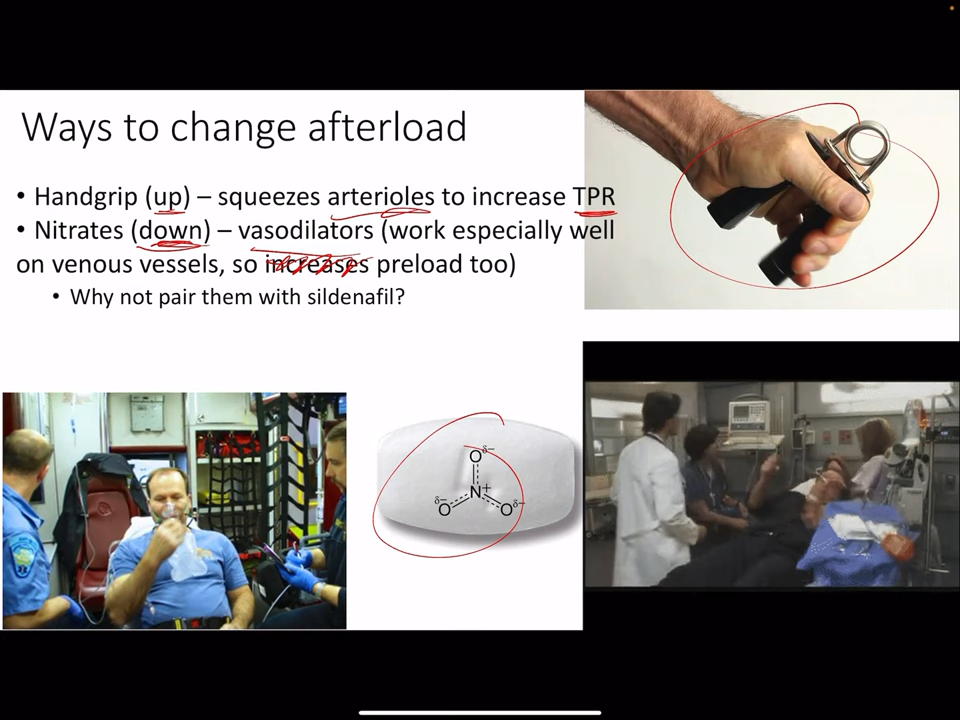 Ways to change afterload
• Handgrip (up) – squeezes arterioles to increase TPR
• Nitrates (down) – vasodilators (work especially well
on venous vessels, so increases preload too)
• Why not pair them with sildenafil?
O δ−
N +
δ− O O δ−